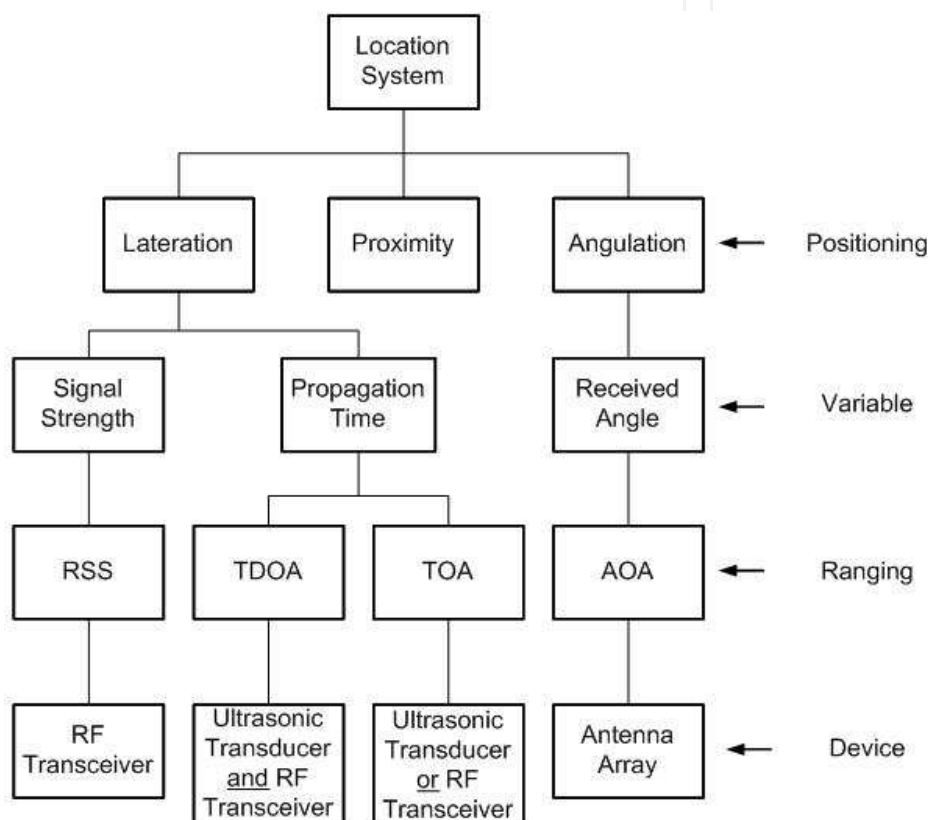 Location
System
Lateration
Proximity
Angulation
Positioning
Signal
Strength
Propagation
Time
Received
Angle
Variable
RSS
TDOA
TOA
AOA
Ranging
RF
Transceiver
Ultrasonic
Transducer
and RF
Transceiver
Ultrasonic
Transducer
or RF
Transceiver
Antenna
Array
Device